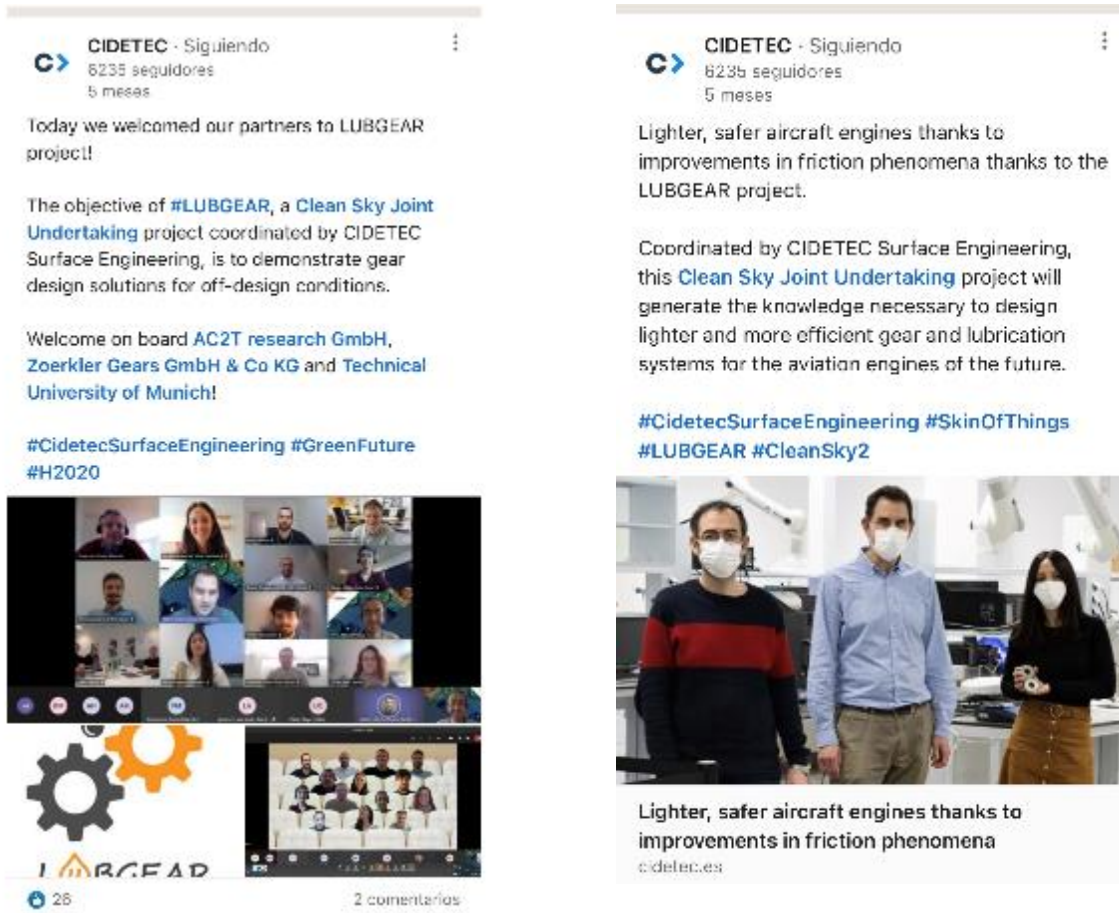 CIDETEC · Siguiendo
6235 seguidores
5 meses
Today we welcomed our partners to LUBGEAR
project!
The objective of #LUBGEAR, a Clean Sky Joint
Undertaking project coordinated by CIDETEC
Surface Engineering, is to demonstrate gear
design solutions for off-design conditions.
Welcome on board AC2T research GmbH,
Zoerkler Gears GmbH & Co KG and Technical
University of Munich!
#CidetecSurfaceEngineering #GreenFuture
#H2020
LUBGEAR
26
2 comentarios
CIDETEC · Siguiendo
6235 seguidores
5 meses
Lighter, safer aircraft engines thanks to
improvements in friction phenomena thanks to the
LUBGEAR project.
Coordinated by CIDETEC Surface Engineering,
this Clean Sky Joint Undertaking project will
generate the knowledge necessary to design
lighter and more efficient gear and lubrication
systems for the aviation engines of the future.
#CidetecSurfaceEngineering #SkinOfThings
#LUBGEAR #CleanSky2
Lighter, safer aircraft engines thanks to
improvements in friction phenomena
cidetec.es